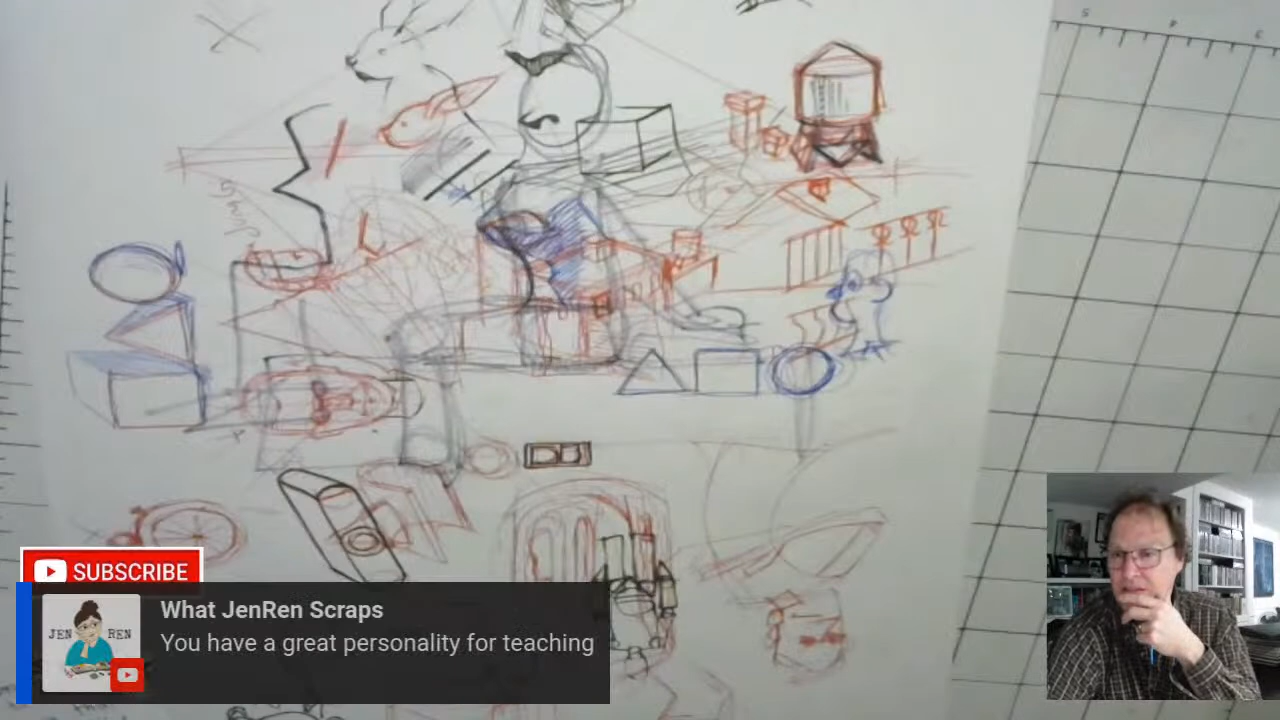 S P E
SUBSCRIBE
JEN REN
What JenRen Scraps
You have a great personality for teaching